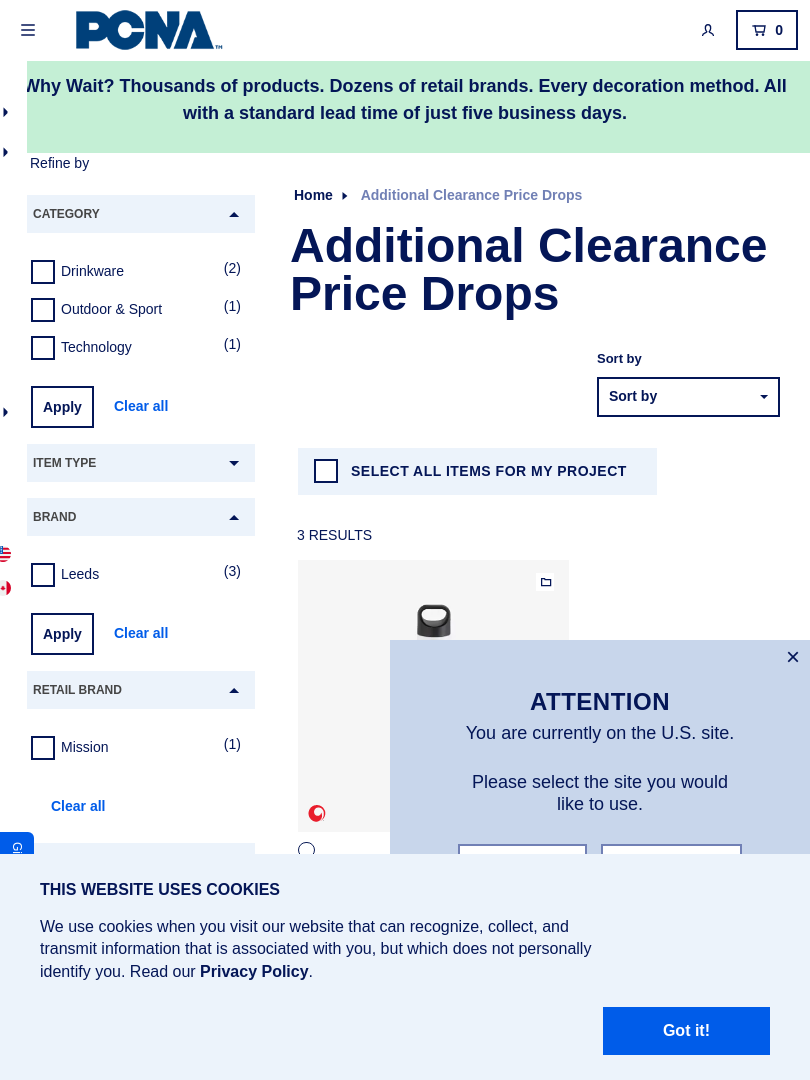 PCNA™
0
Why Wait? Thousands of products. Dozens of retail brands. Every decoration method. All
with a standard lead time of just five business days.
Refine by
CATEGORY
Drinkware (2)
Outdoor & Sport (1)
Technology (1)
Apply Clear all
ITEM TYPE
BRAND
Leeds (3)
Apply Clear all
RETAIL BRAND
Mission (1)
Clear all
Home Additional Clearance Price Drops
Additional Clearance
Price Drops
Sort by
Sort by
SELECT ALL ITEMS FOR MY PROJECT
3 RESULTS
ATTENTION
You are currently on the U.S. site.
Please select the site you would
like to use.
THIS WEBSITE USES COOKIES
We use cookies when you visit our website that can recognize, collect, and
transmit information that is associated with you, but which does not personally
identify you. Read our Privacy Policy.
Got it!